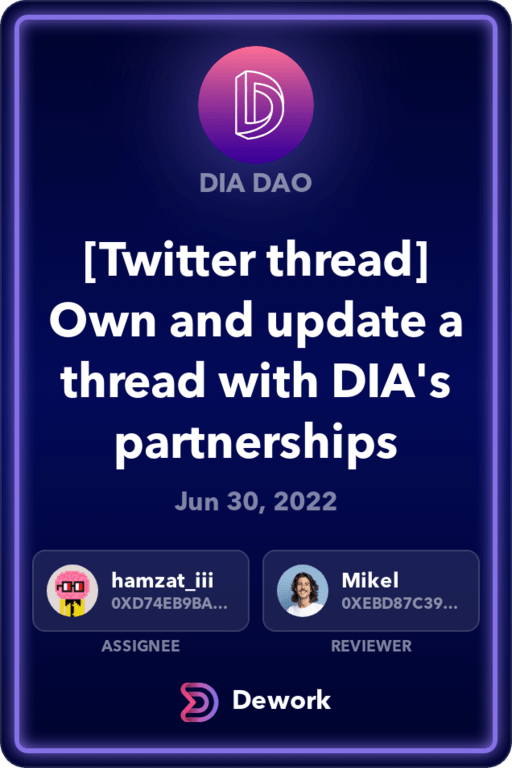 DIA DAO
[Twitter thread]
Own and update a
thread with DIA's
partnerships
Jun 30, 2022
hamzat_iii
0XD74EB9BA...
ASSIGNEE
Mikel
0XEBD87C39...
REVIEWER
Dework